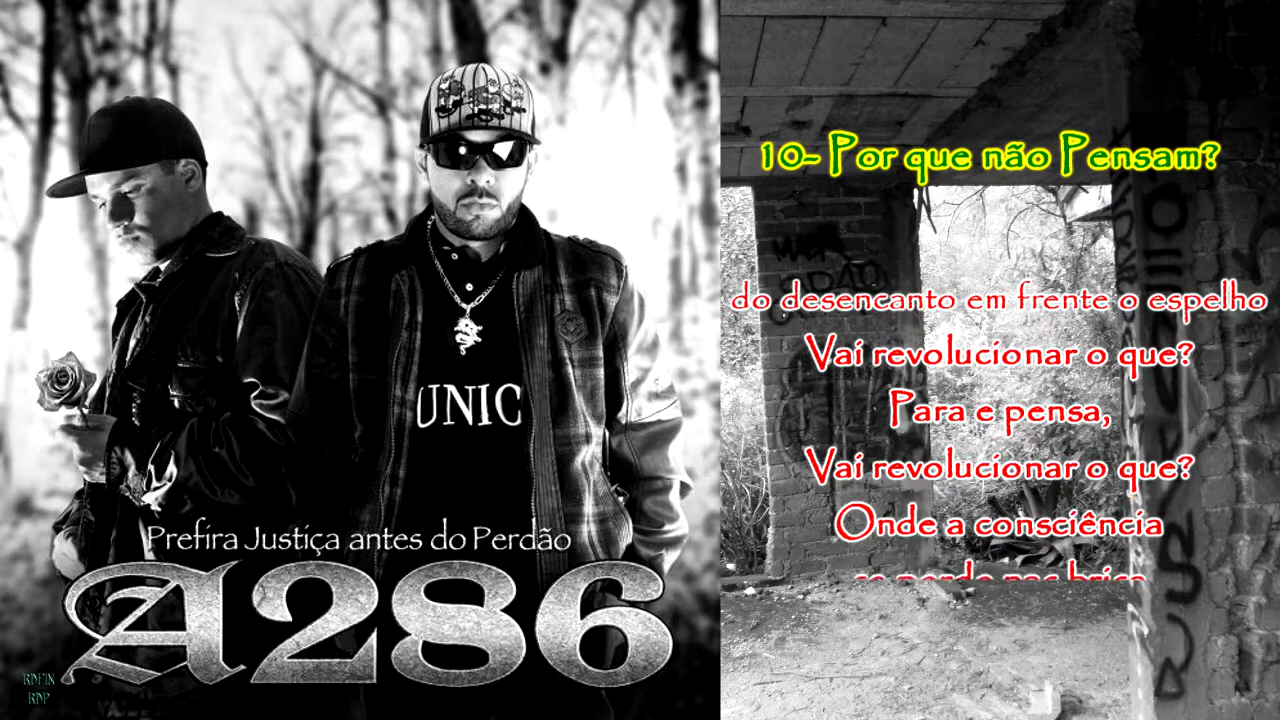 UNIC
Prefira Justiça antes do Perdão
A286
10- Por que não Pensam?
do desencanto em frente o espelho
Vai revolucionar o que?
Para e pensa,
Vai revolucionar o que?
Onde a consciência